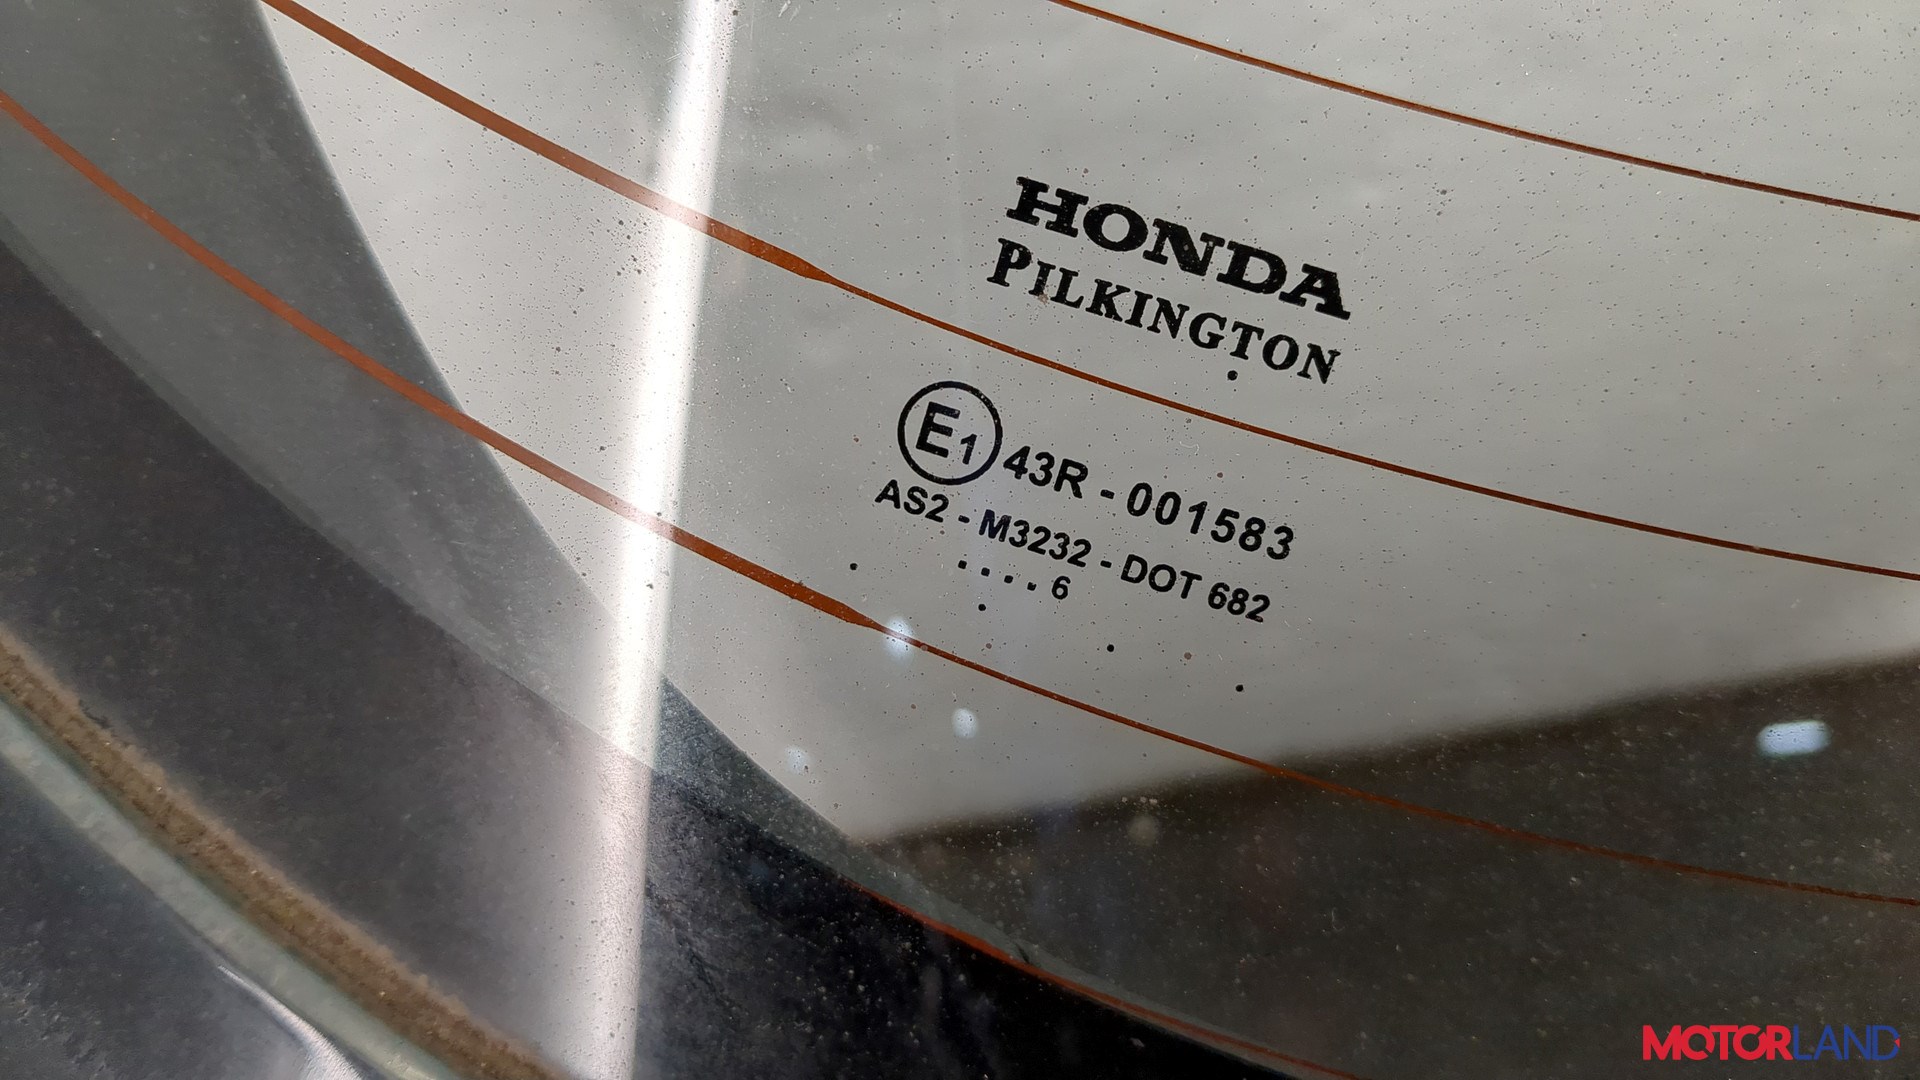 HONDA
PILKINGTON
E1 43R - 001583
AS2 - M3232 - DOT 682
. . . . 6
MOTORLAND